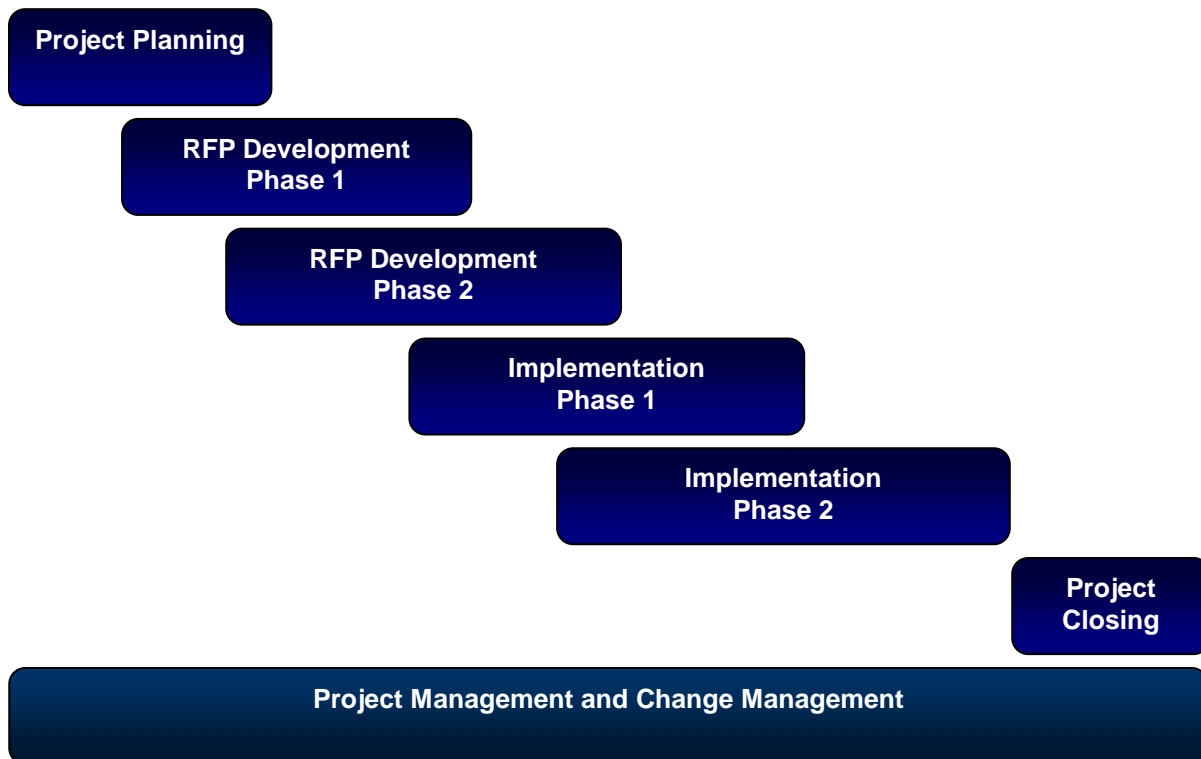 Project Planning
RFP Development
Phase 1
RFP Development
Phase 2
Implementation
Phase 1
Implementation
Phase 2
Project
Closing
Project Management and Change Management